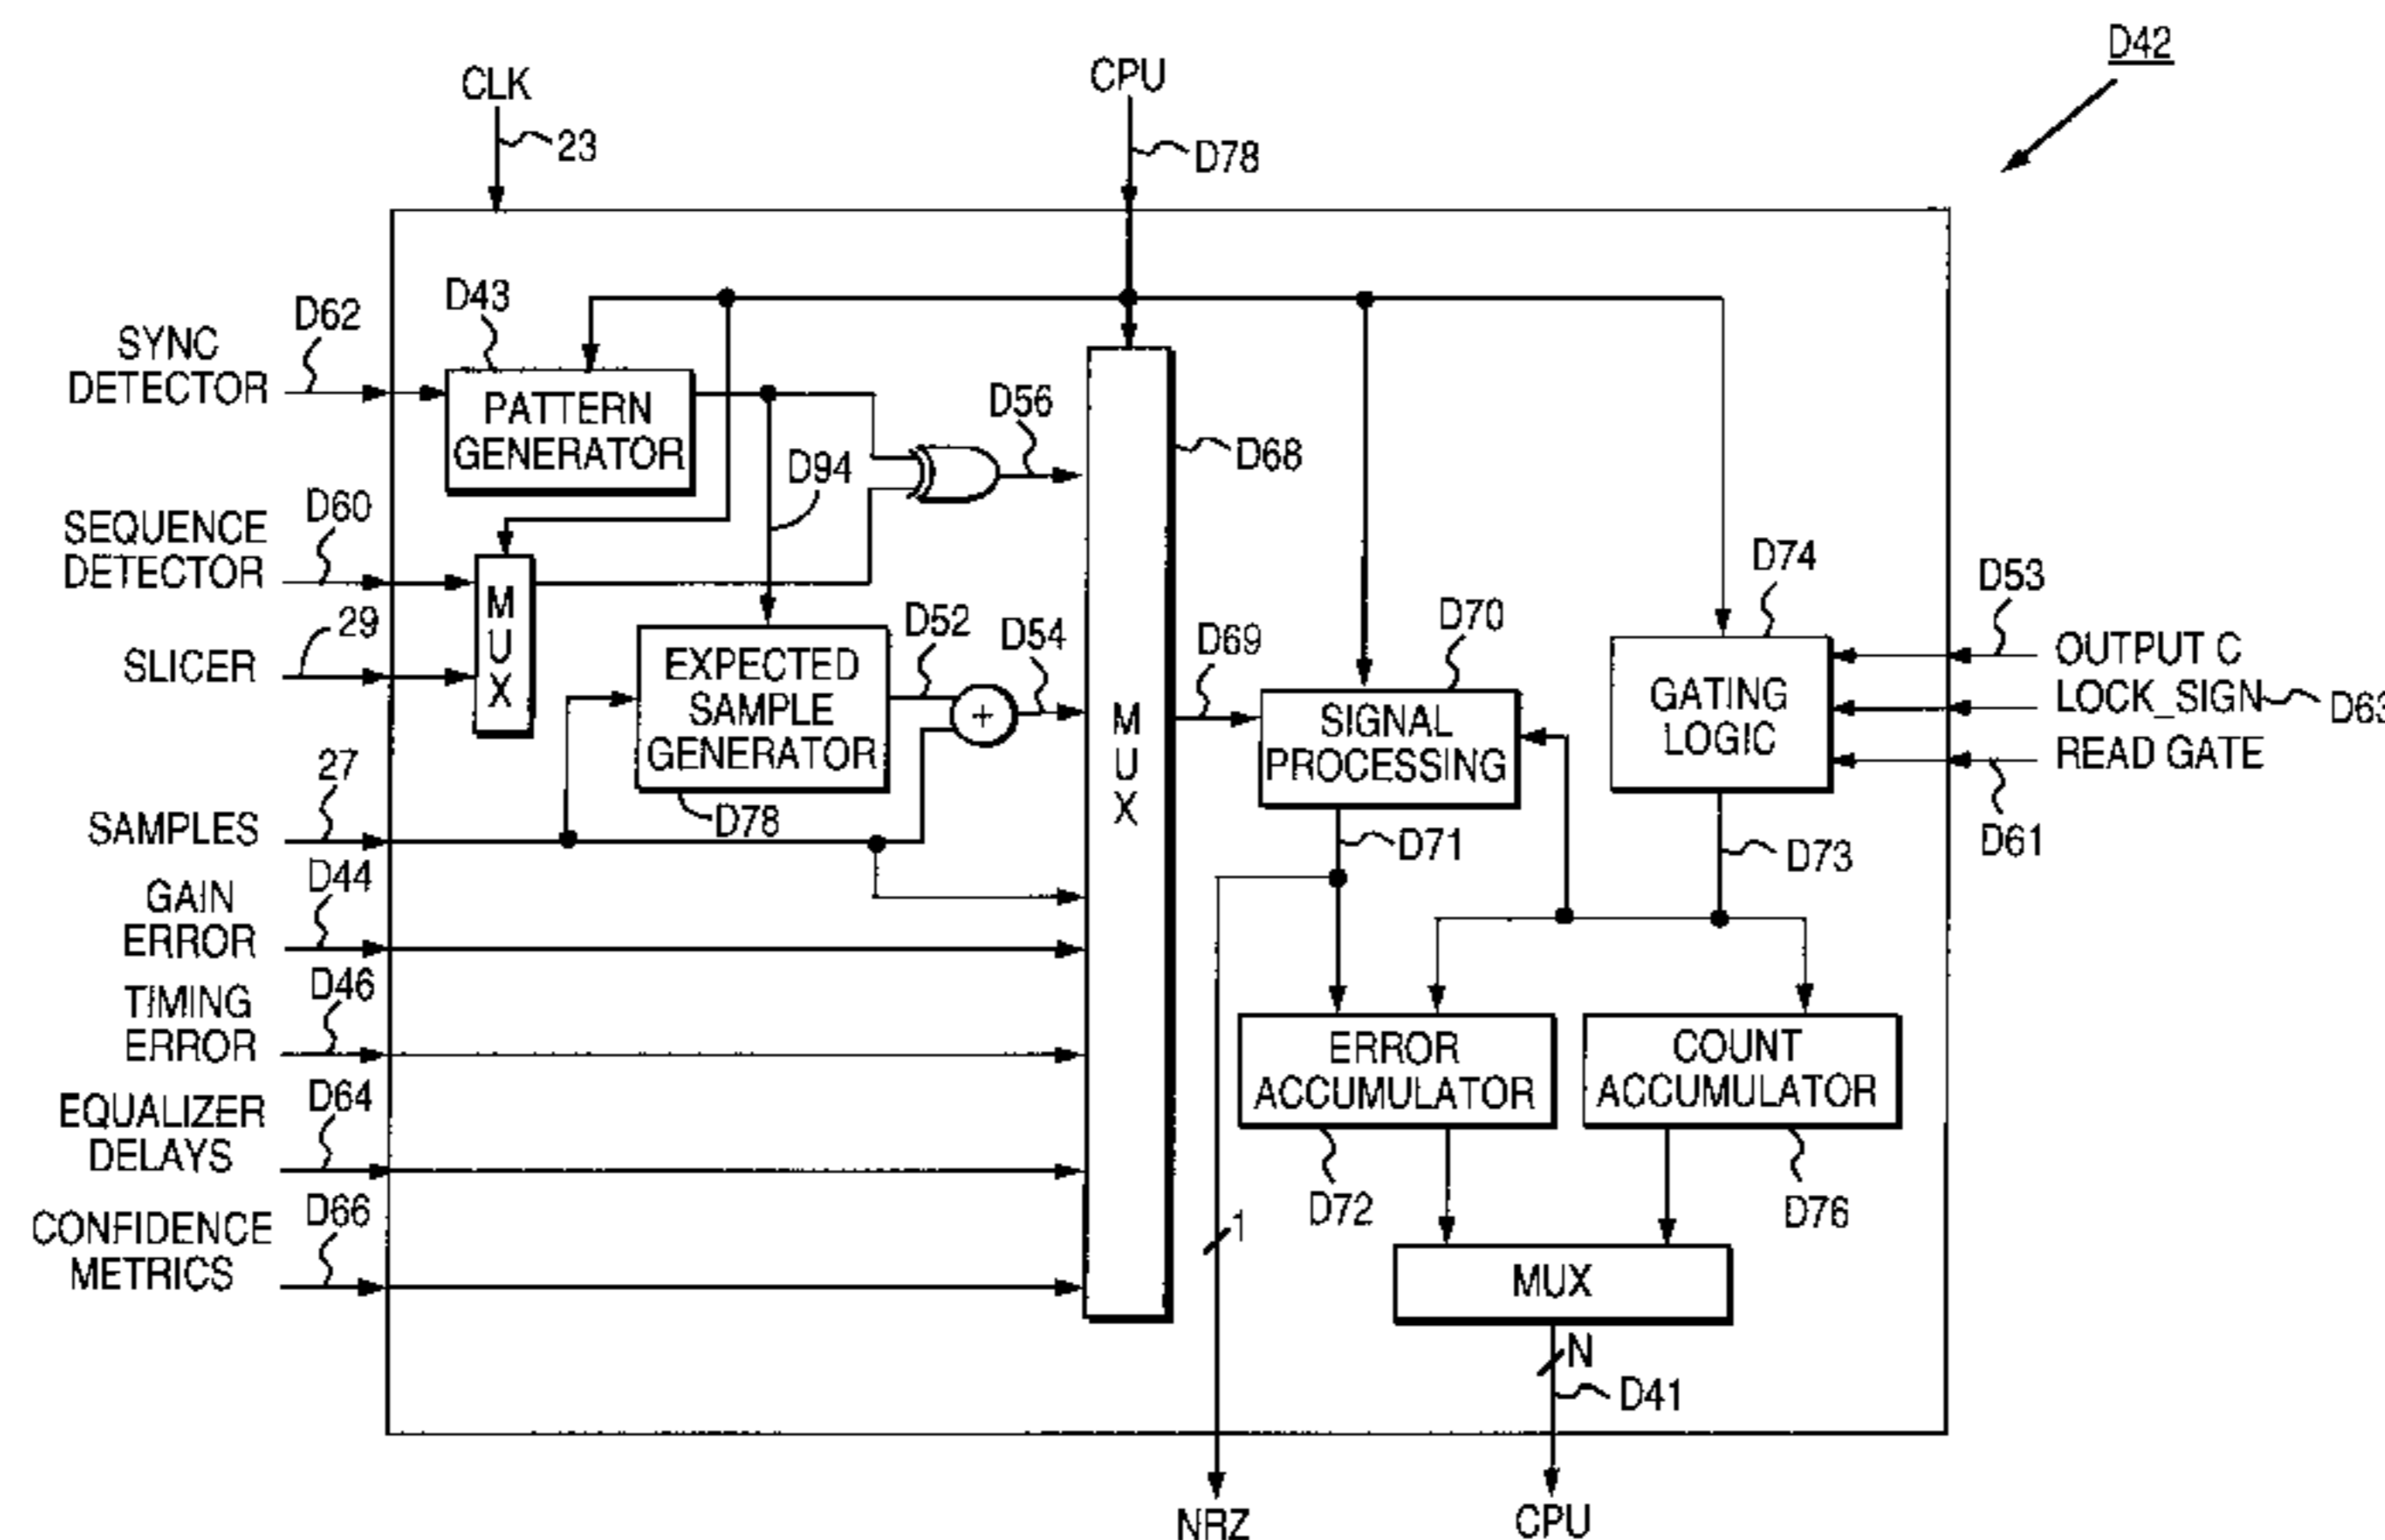 D42
CLK
23
CPU
D78
SYNC
DETECTOR
D62
D43
PATTERN
GENERATOR
D94
D56
D68
SEQUENCE
DETECTOR
D60
SLICER
29
M
U
X
EXPECTED
SAMPLE
GENERATOR
D78
D52
+
D54
M
U
X
D69
D70
SIGNAL
PROCESSING
D71
D74
GATING
LOGIC
D73
D53
OUTPUT C
LOCK_SIGN
D63
READ GATE
D61
SAMPLES
27
GAIN
ERROR
D44
TIMING
ERROR
D46
EQUALIZER
DELAYS
D64
CONFIDENCE
METRICS
D66
ERROR
ACCUMULATOR
D72
COUNT
ACCUMULATOR
D76
MUX
1
N
D41
NRZ
CPU